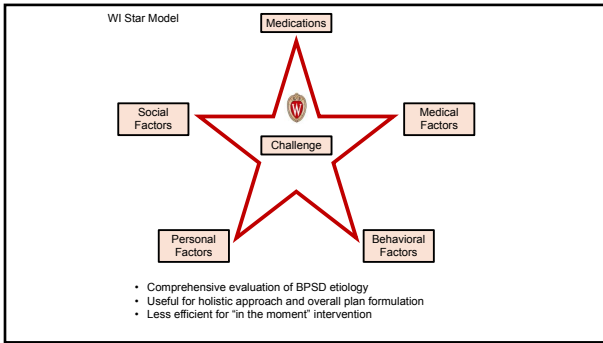 WI Star Model
Medications
Social
Factors
W
Medical
Factors
Challenge
Personal
Factors
Behavioral
Factors
• Comprehensive evaluation of BPSD etiology
• Useful for holistic approach and overall plan formulation
• Less efficient for “in the moment” intervention